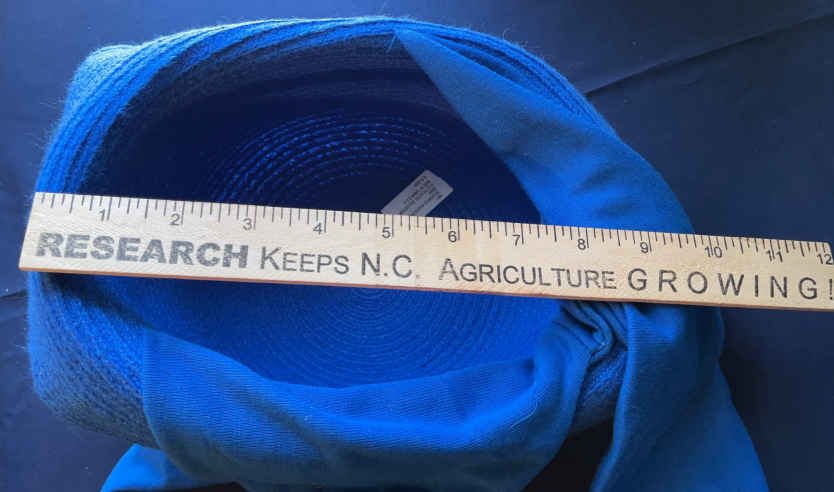 1 2 3 4 5 6 7 8 9 10 11 12
RESEARCH KEEPS N.C. AGRICULTURE GROWING!